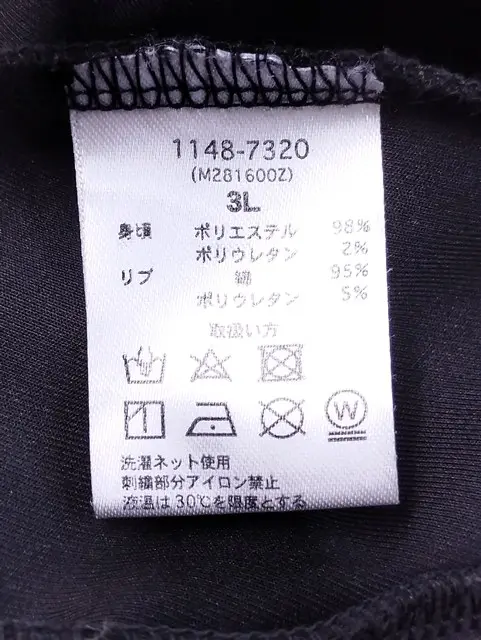 1148-7320
(M281600Z)
3L
身頃 ポリエステル 98%
ポリウレタン 2%
リブ 綿 95%
ポリウレタン 5%
取扱い方
W
洗濯ネット使用
刺繍部分アイロン禁止
液温は30℃を限度とする